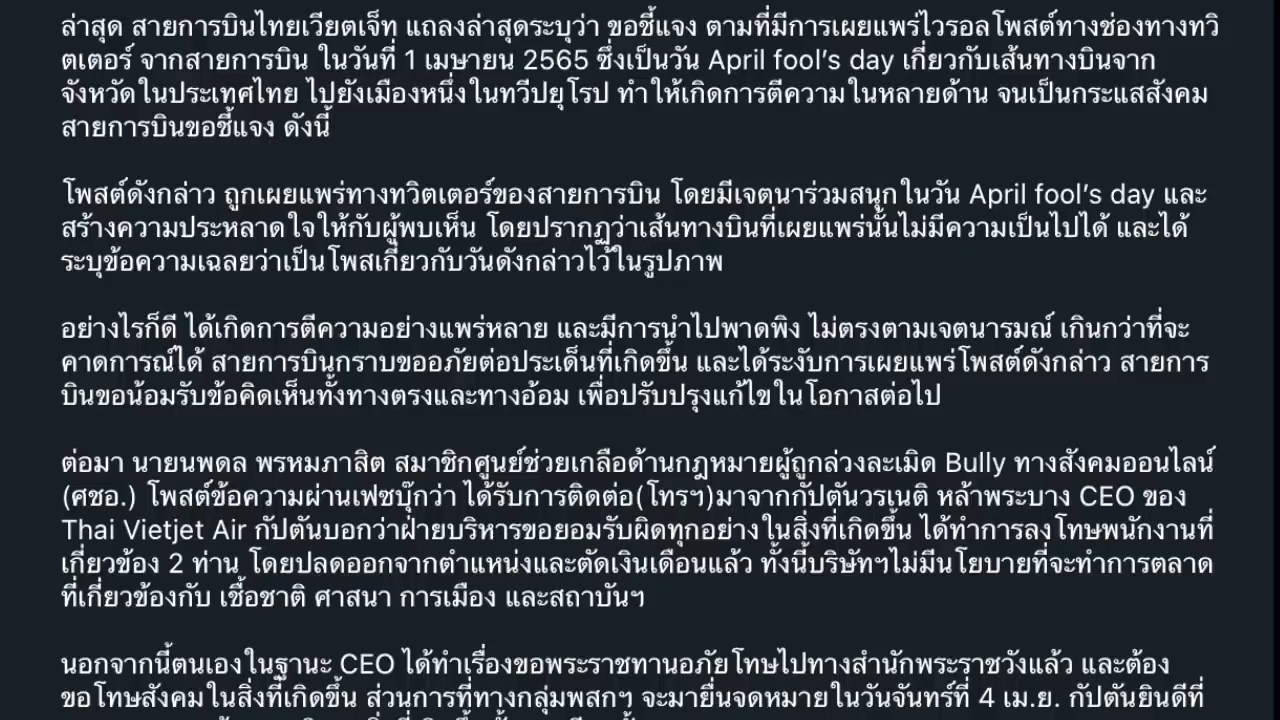 ล่าสุด สายการบินไทยเวียตเจ็ท แถลงล่าสุดระบุว่า ขอชี้แจง ตามที่มีการเผยแพร่ไวรอลโพสต์ทางช่องทางทวิ
ตเตอร์ จากสายการบิน ในวันที่ 1 เมษายน 2565 ซึ่งเป็นวัน April fool’s day เกี่ยวกับเส้นทางบินจาก
จังหวัดในประเทศไทย ไปยังเมืองหนึ่งในทวีปยุโรป ทำให้เกิดการตีความในหลายด้าน จนเป็นกระแสสังคม
สายการบินขอชี้แจง ดังนี้
โพสต์ดังกล่าว ถูกเผยแพร่ทางทวิตเตอร์ของสายการบิน โดยมีเจตนาร่วมสนุกในวัน April fool’s day และ
สร้างความประหลาดใจให้กับผู้พบเห็น โดยปรากฏว่าเส้นทางบินที่เผยแพร่นั้นไม่มีความเป็นไปได้ และได้
ระบุข้อความเฉลยว่าเป็นโพสเกี่ยวกับวันดังกล่าวไว้ในรูปภาพ
อย่างไรก็ดี ได้เกิดการตีความอย่างแพร่หลาย และมีการนำไปพาดพิง ไม่ตรงตามเจตนารมณ์ เกินกว่าที่จะ
คาดการณ์ได้ สายการบินกราบขออภัยต่อประเด็นที่เกิดขึ้น และได้ระงับการเผยแพร่โพสต์ดังกล่าว สายการ
บินขอน้อมรับข้อคิดเห็นทั้งทางตรงและทางอ้อม เพื่อปรับปรุงแก้ไขในโอกาสต่อไป
ต่อมา นายนพดล พรหมภาสิต สมาชิกศูนย์ช่วยเกลือด้านกฎหมายผู้ถูกล่วงละเมิด Bully ทางสังคมออนไลน์
(ศชอ.) โพสต์ข้อความผ่านเฟซบุ๊กว่า ได้รับการติดต่อ(โทรฯ)มาจากกัปตันวรเนติ หล้าพระบาง CEO ของ
Thai Vietjet Air กัปตันบอกว่าฝ่ายบริหารขอยอมรับผิดทุกอย่างในสิ่งที่เกิดขึ้น ได้ทำการลงโทษพนักงานที่
เกี่ยวข้อง 2 ท่าน โดยปลดออกจากตำแหน่งและตัดเงินเดือนแล้ว ทั้งนี้บริษัทฯไม่มีนโยบายที่จะทำการตลาด
ที่เกี่ยวข้องกับ เชื้อชาติ ศาสนา การเมือง และสถาบันฯ
นอกจากนี้ตนเองในฐานะ CEO ได้ทำเรื่องขอพระราชทานอภัยโทษไปทางสำนักพระราชวังแล้ว และต้อง
ขอโทษสังคมในสิ่งที่เกิดขึ้น ส่วนการที่ทางกลุ่มพสกฯ จะมายื่นจดหมายในวันจันทร์ที่ 4 เม.ย. กัปตันยินดีที่